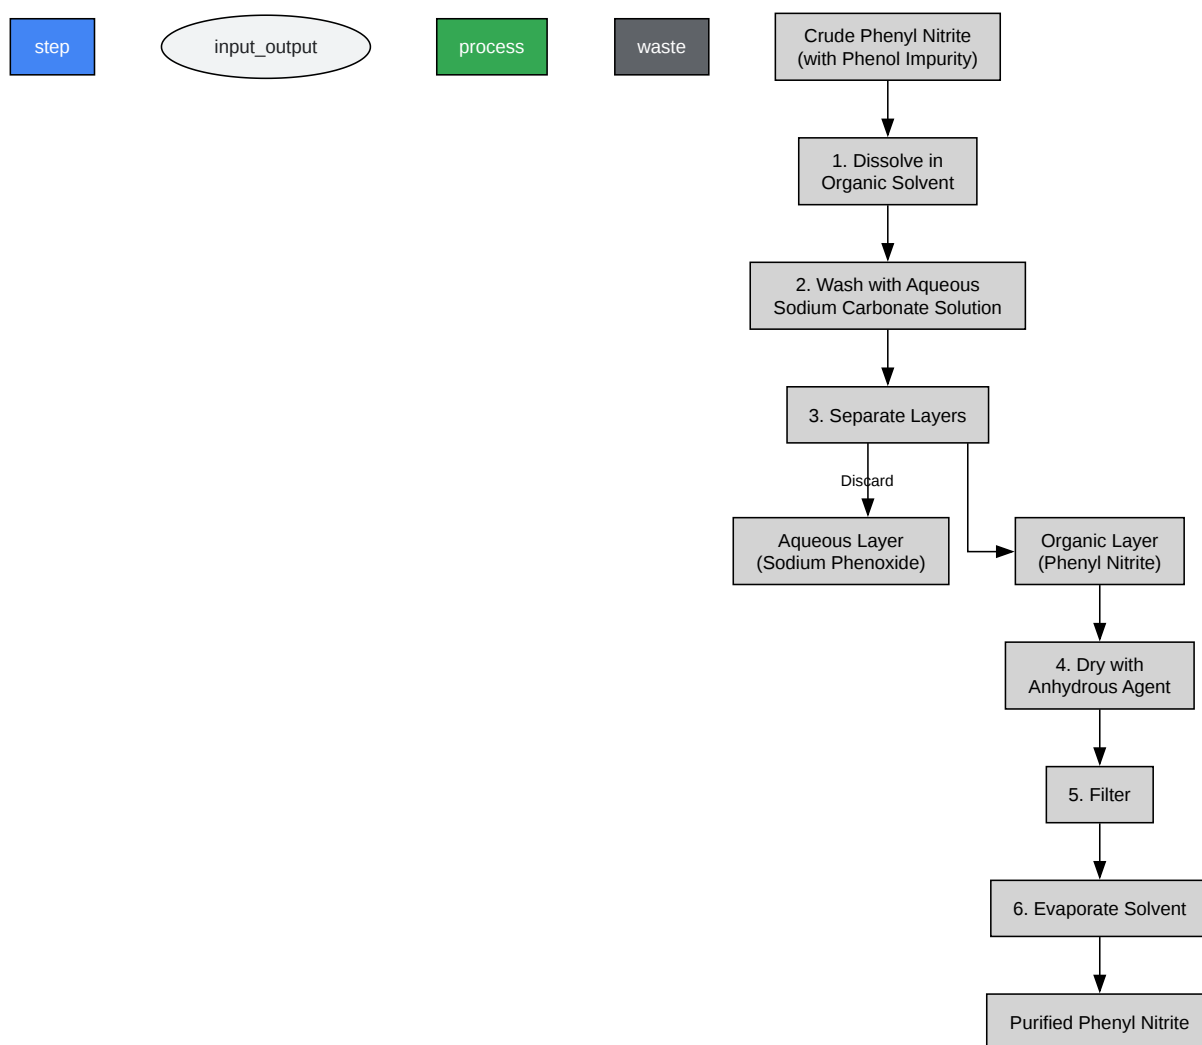 step
input_output
process
waste
Crude Phenyl Nitrite
(with Phenol Impurity)
1. Dissolve in
Organic Solvent
2. Wash with Aqueous
Sodium Carbonate Solution
3. Separate Layers
Discard
Aqueous Layer
(Sodium Phenoxide)
Organic Layer
(Phenyl Nitrite)
4. Dry with
Anhydrous Agent
5. Filter
6. Evaporate Solvent
Purified Phenyl Nitrite